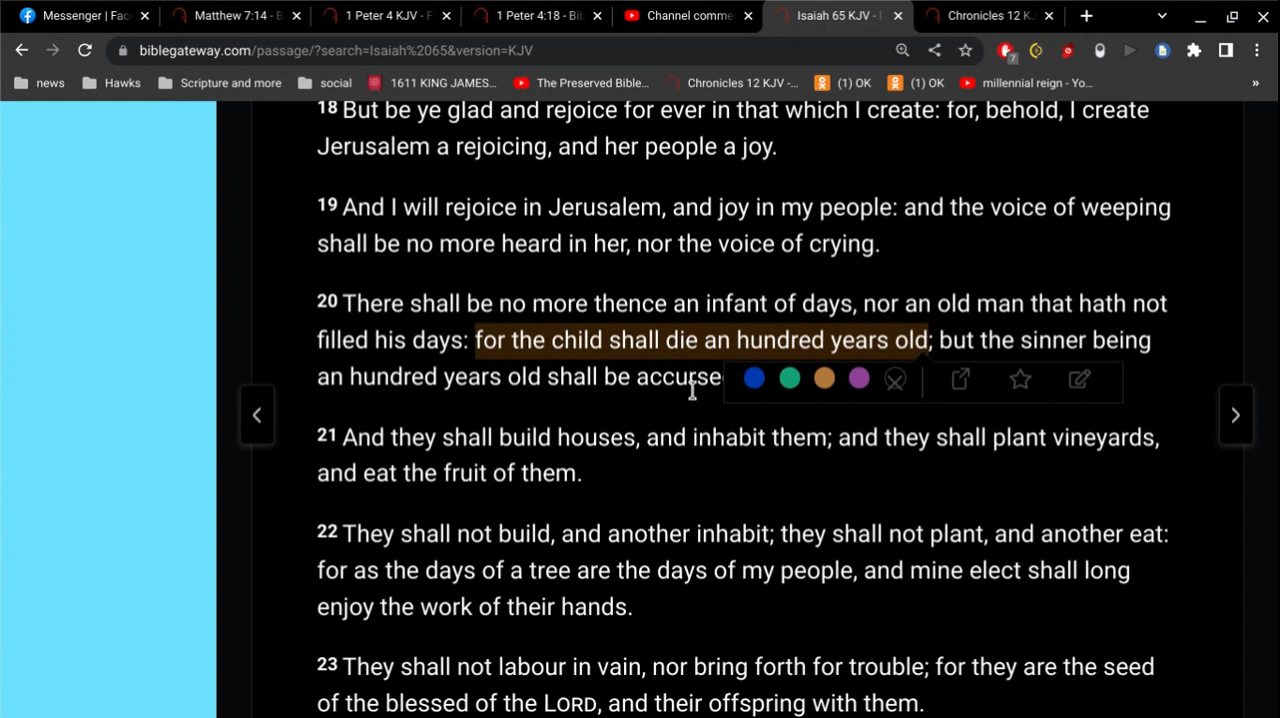 Messenger | Fac
Matthew 7:14 - B
1 Peter 4 KJV - F
1 Peter 4:18 - Bib
Channel comme
Isaiah 65 KJV - I
Chronicles 12 KJ
biblegateway.com/passage/?search=Isaiah%2065&version=KJV
7
news
Hawks
Scripture and more
social
1611 KING JAMES...
The Preserved Bible...
Chronicles 12 KJV -...
(1) OK
(1) OK
millennial reign - Yo...
»
18 But be ye glad and rejoice for ever in that which I create: for, behold, I create
Jerusalem a rejoicing, and her people a joy.
19 And I will rejoice in Jerusalem, and joy in my people: and the voice of weeping
shall be no more heard in her, nor the voice of crying.
20 There shall be no more thence an infant of days, nor an old man that hath not
filled his days: for the child shall die an hundred years old; but the sinner being
an hundred years old shall be accurse
21 And they shall build houses, and inhabit them; and they shall plant vineyards,
and eat the fruit of them.
22 They shall not build, and another inhabit; they shall not plant, and another eat:
for as the days of a tree are the days of my people, and mine elect shall long
enjoy the work of their hands.
23 They shall not labour in vain, nor bring forth for trouble; for they are the seed
of the blessed of the LORD, and their offspring with them.